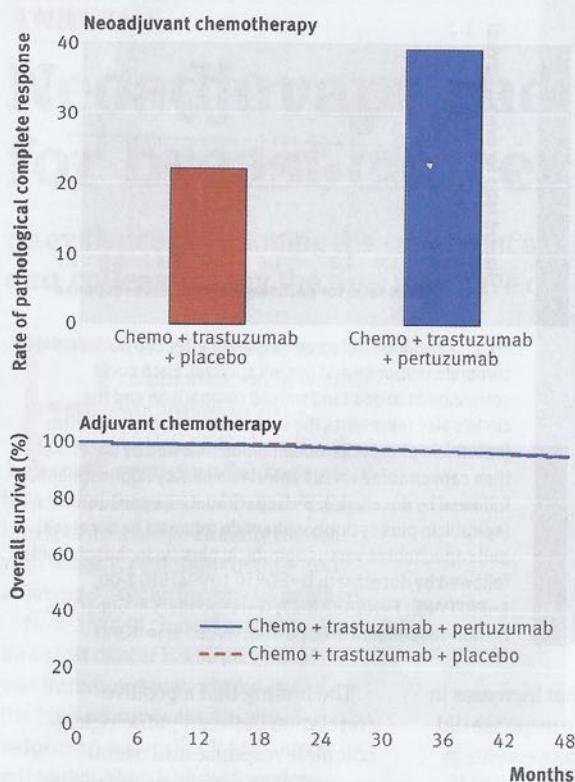 Neoadjuvant chemotherapy
Rate of pathological complete response
40
30
20
10
0
Chemo + trastuzumab
+ placebo
Chemo + trastuzumab
+ pertuzumab
Adjuvant chemotherapy
Overall survival (%)
100
80
60
40
20
0
Chemo + trastuzumab + pertuzumab
Chemo + trastuzumab + placebo
0 6 12 18 24 30 36 42 48
Months